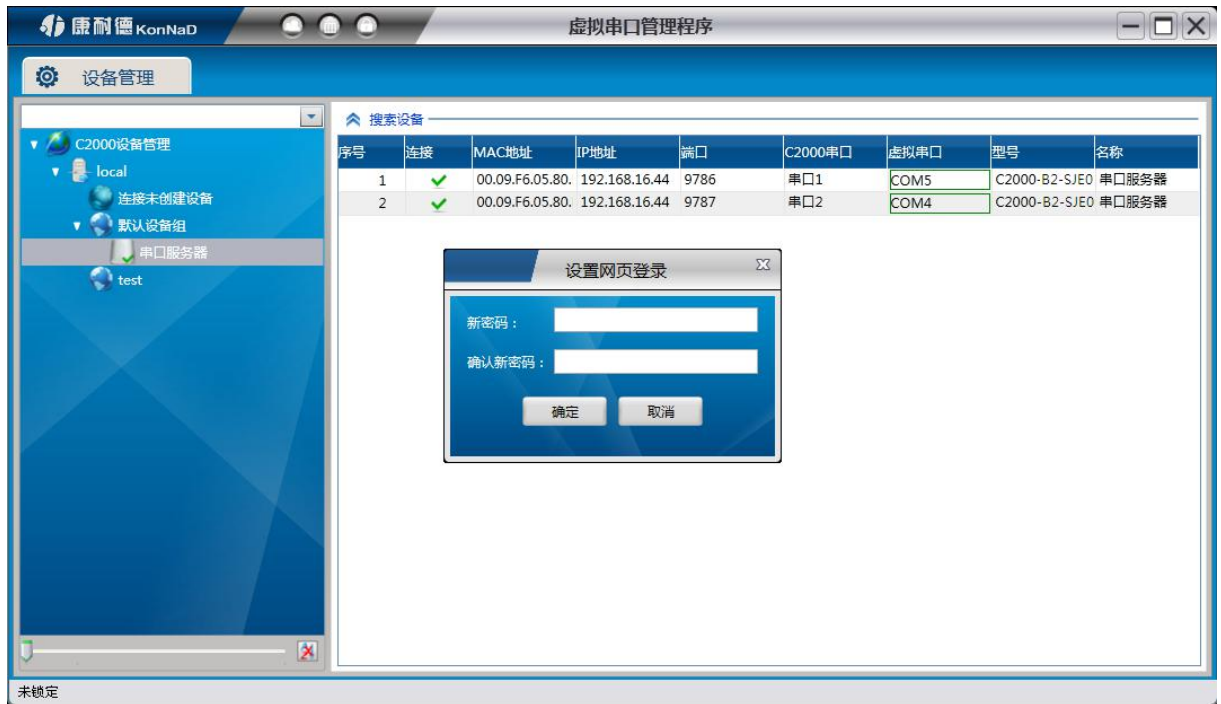 康耐德 KonNaD 虚拟串口管理程序
设备管理
搜索设备
C2000设备管理
local
连接未创建设备
默认设备组
串口服务器
test
序号 连接 MAC地址 IP地址 端口 C2000串口 虚拟串口 型号 名称
1 00.09.F6.05.80. 192.168.16.44 9786 串口1 COM5 C2000-B2-SJE0 串口服务器
2 00.09.F6.05.80. 192.168.16.44 9787 串口2 COM4 C2000-B2-SJE0 串口服务器
设置网页登录
新密码：
确认新密码：
确定 取消
未锁定